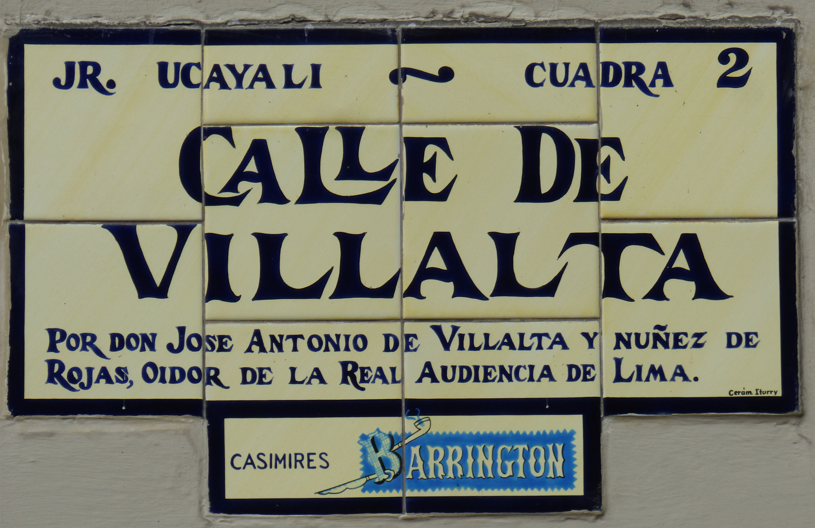 JR. UCAYALI ~ CUADRA 2
CALLE DE
VILLALTA
POR DON JOSE ANTONIO DE VILLALTA Y NUÑEZ DE
ROJAS, OIDOR DE LA REAL AUDIENCIA DE LIMA.
Cerám. Iturry
CASIMIRES BARRINGTON